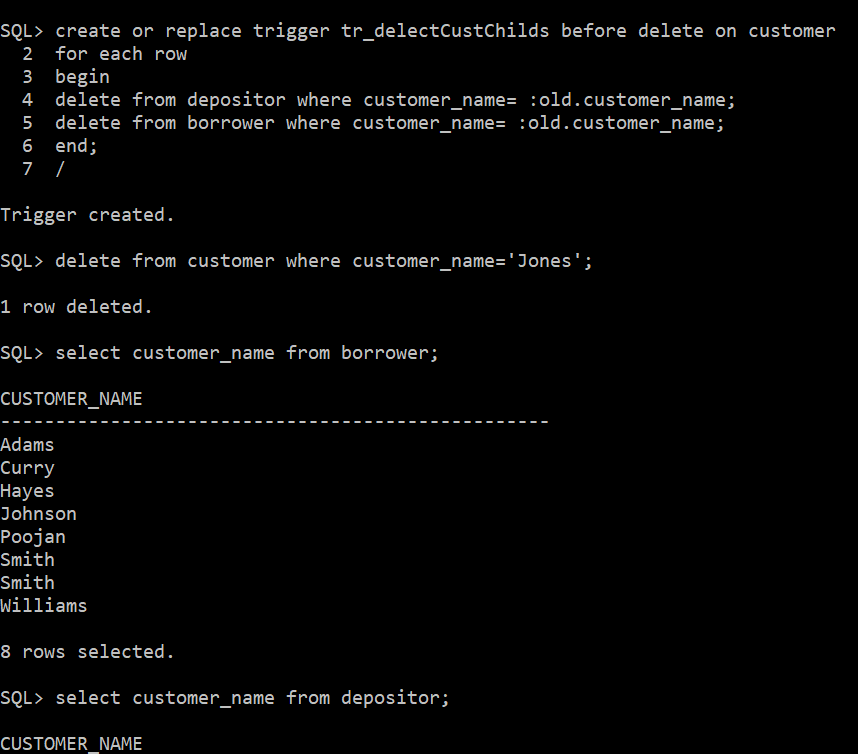 SQL> create or replace trigger tr_delectCustChilds before delete on customer
  2  for each row
  3  begin
  4  delete from depositor where customer_name= :old.customer_name;
  5  delete from borrower where customer_name= :old.customer_name;
  6  end;
  7  /
Trigger created.
SQL> delete from customer where customer_name='Jones';
1 row deleted.
SQL> select customer_name from borrower;
CUSTOMER_NAME
--------------------------------------------------
Adams
Curry
Hayes
Johnson
Poojan
Smith
Smith
Williams
8 rows selected.
SQL> select customer_name from depositor;
CUSTOMER_NAME